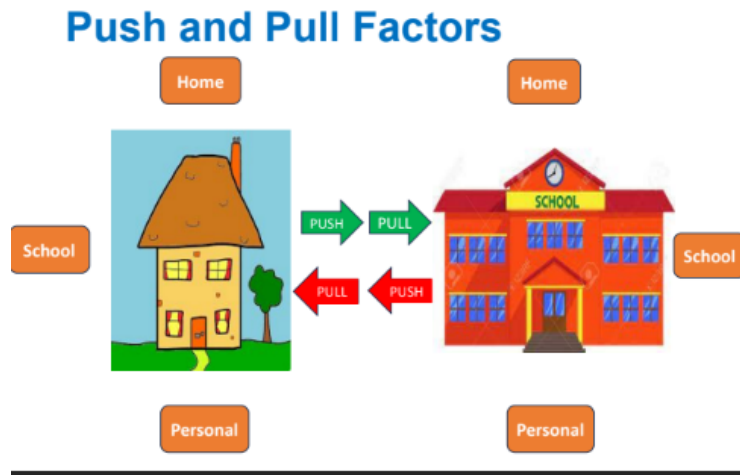 Push and Pull Factors
Home
Home
SCHOOL
PUSH
PULL
School
School
PULL
PUSH
Personal
Personal